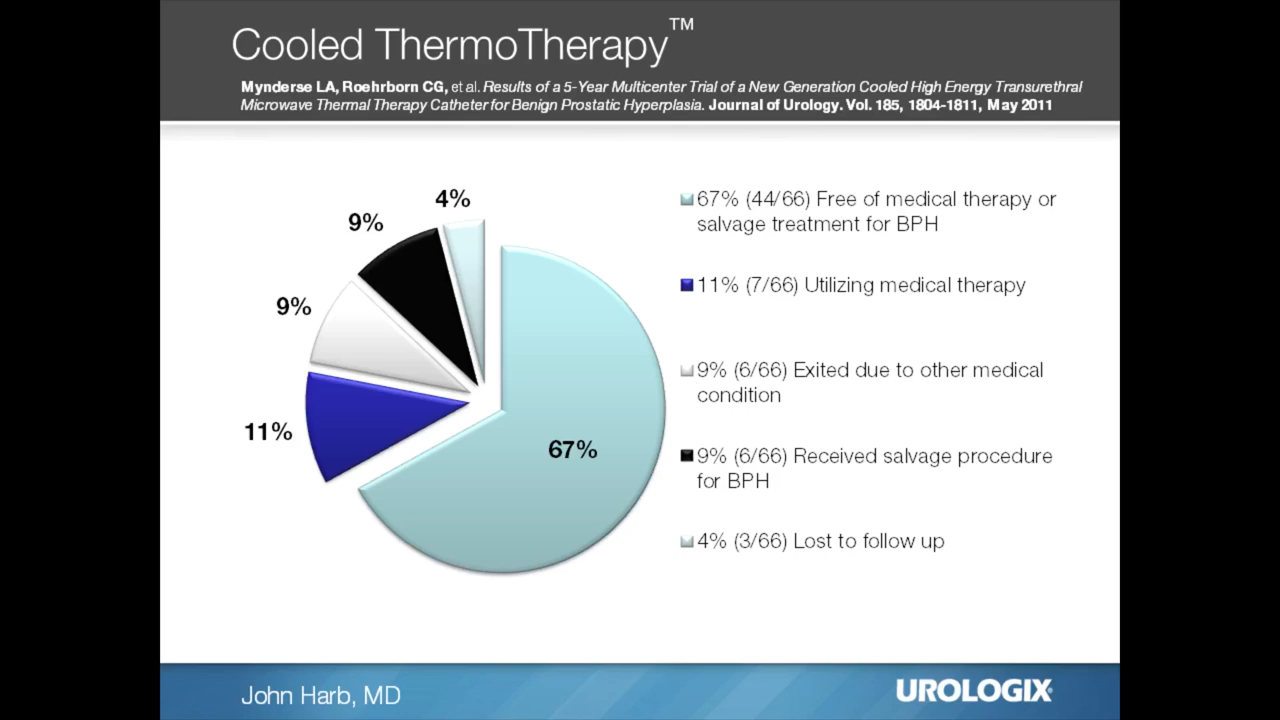 Cooled ThermoTherapy™
Mynderse LA, Roehrborn CG, et al. Results of a 5-Year Multicenter Trial of a New Generation Cooled High Energy Transurethral
Microwave Thermal Therapy Catheter for Benign Prostatic Hyperplasia. Journal of Urology. Vol. 185, 1804-1811, May 2011
4%
9%
9%
11%
67%
67% (44/66) Free of medical therapy or
salvage treatment for BPH
11% (7/66) Utilizing medical therapy
9% (6/66) Exited due to other medical
condition
9% (6/66) Received salvage procedure
for BPH
4% (3/66) Lost to follow up
John Harb, MD
UROLOGIX®